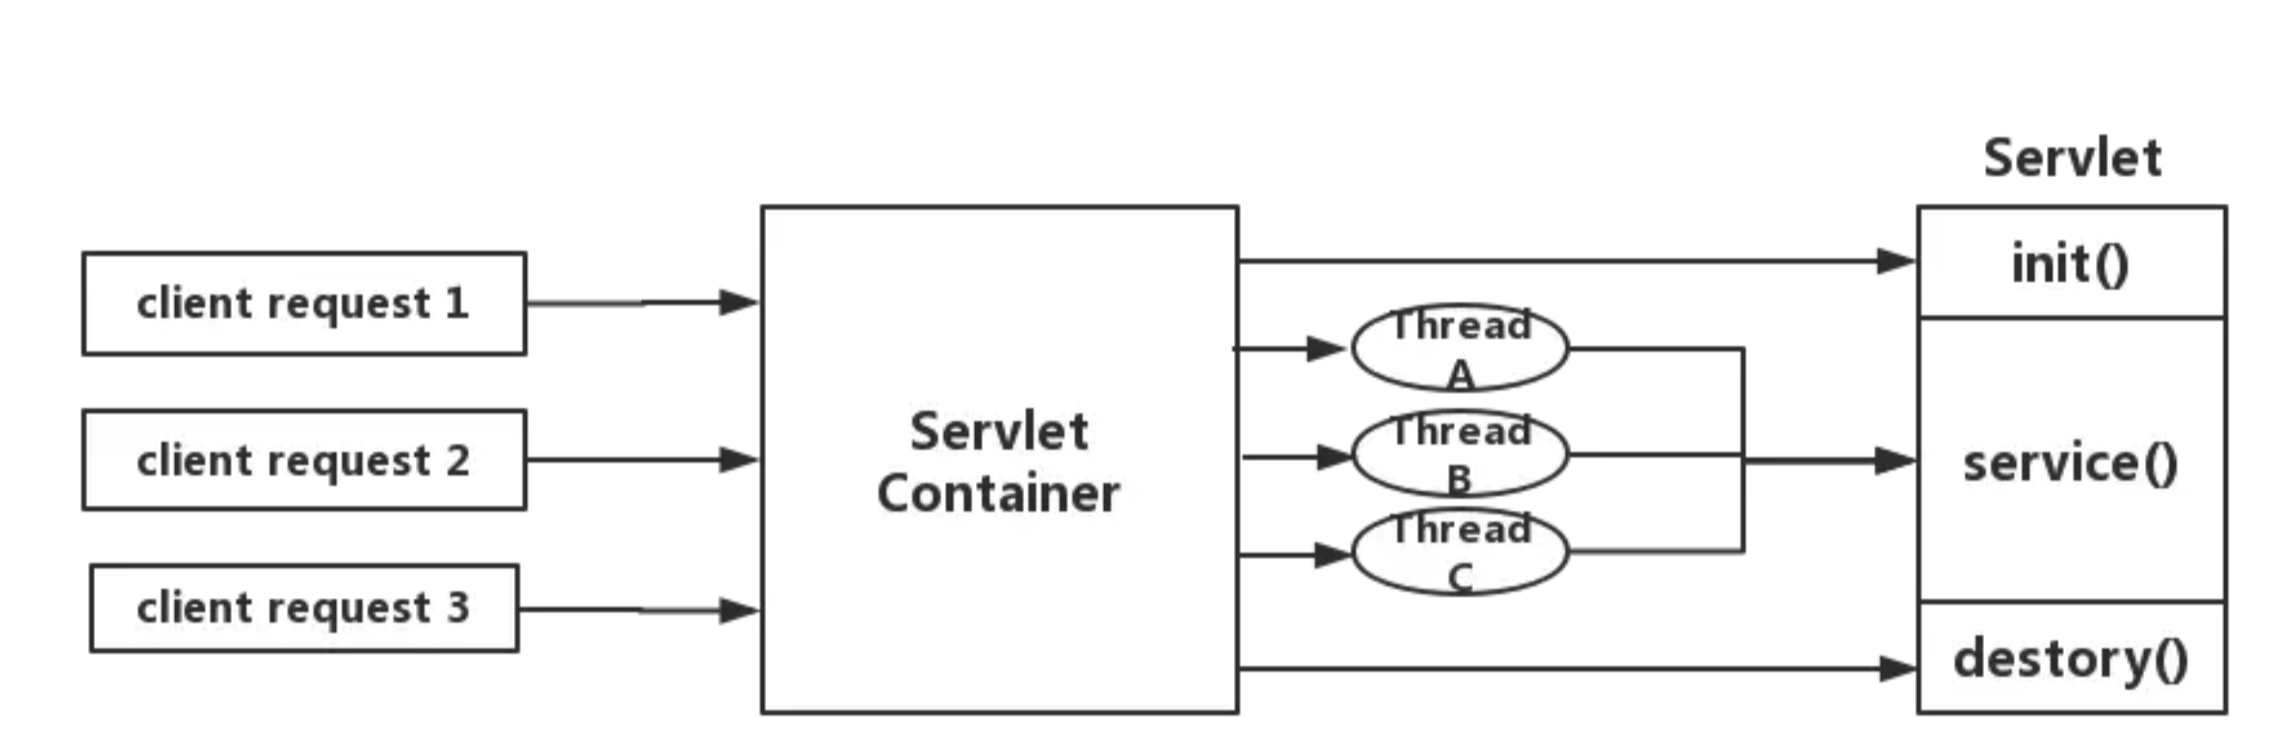 Servlet
client request 1
client request 2
client request 3
Servlet
Container
Thread
A
Thread
B
Thread
C
init()
service()
destory()